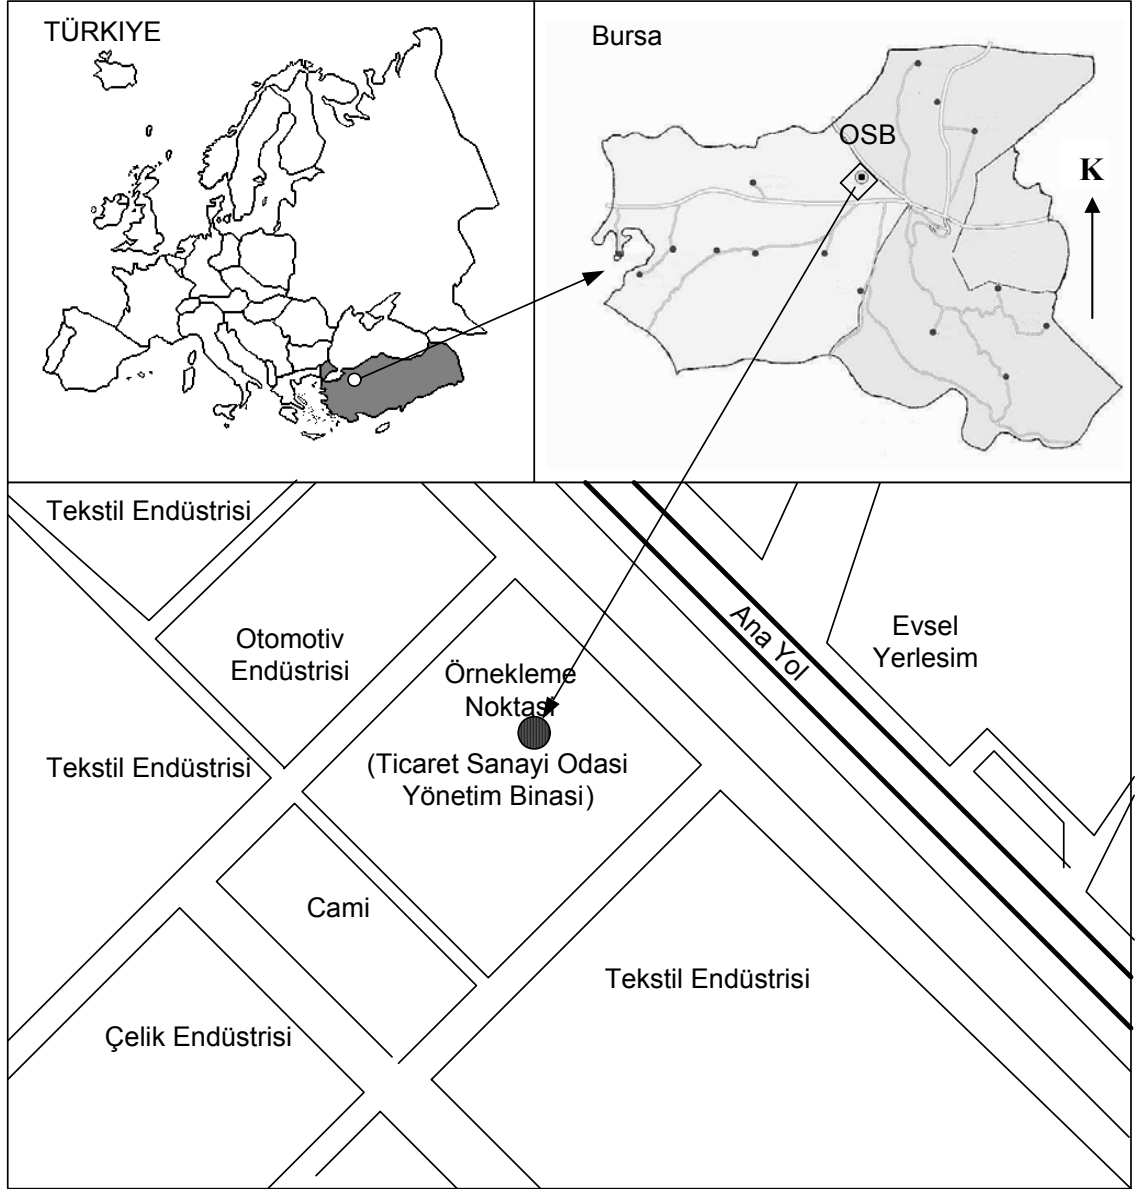 TÜRKIYE
Bursa
OSB
K
Tekstil Endüstrisi
Otomotiv
Endüstrisi
Örnekleme
Noktası
(Ticaret Sanayi Odasi
Yönetim Binasi)
Ana Yol
Evsel
Yerlesim
Tekstil Endüstrisi
Cami
Tekstil Endüstrisi
Çelik Endüstrisi